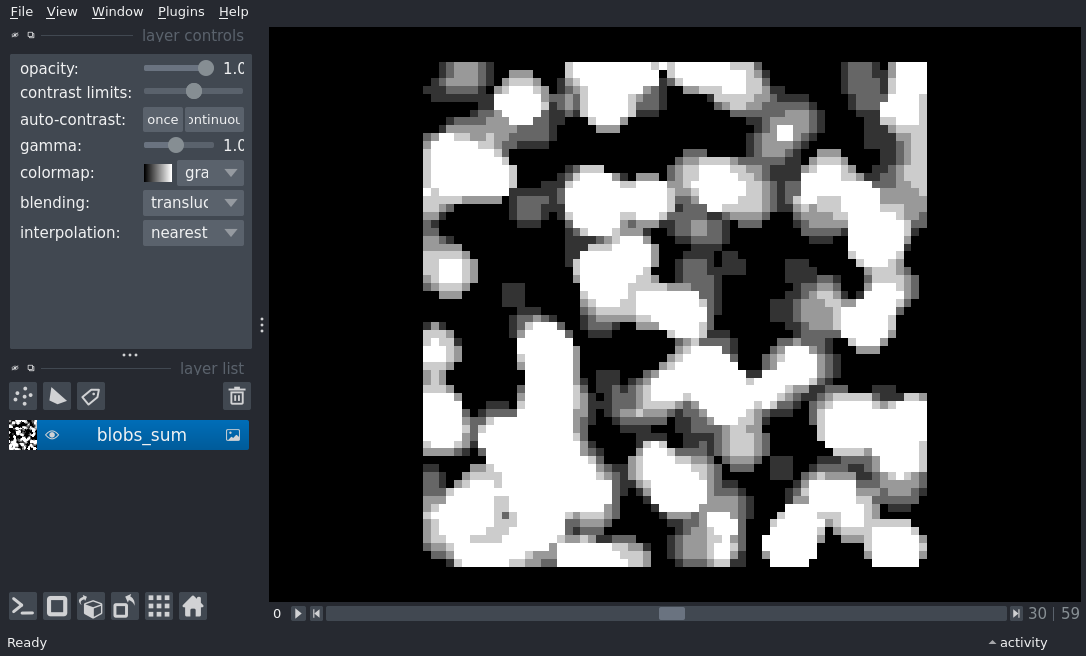 File View Window Plugins Help
layer controls
opacity: 1.0
contrast limits:
auto-contrast: once ontinuou
gamma: 1.0
colormap: gra
blending: transluc
interpolation: nearest
layer list
blobs_sum
0 30 59
Ready activity